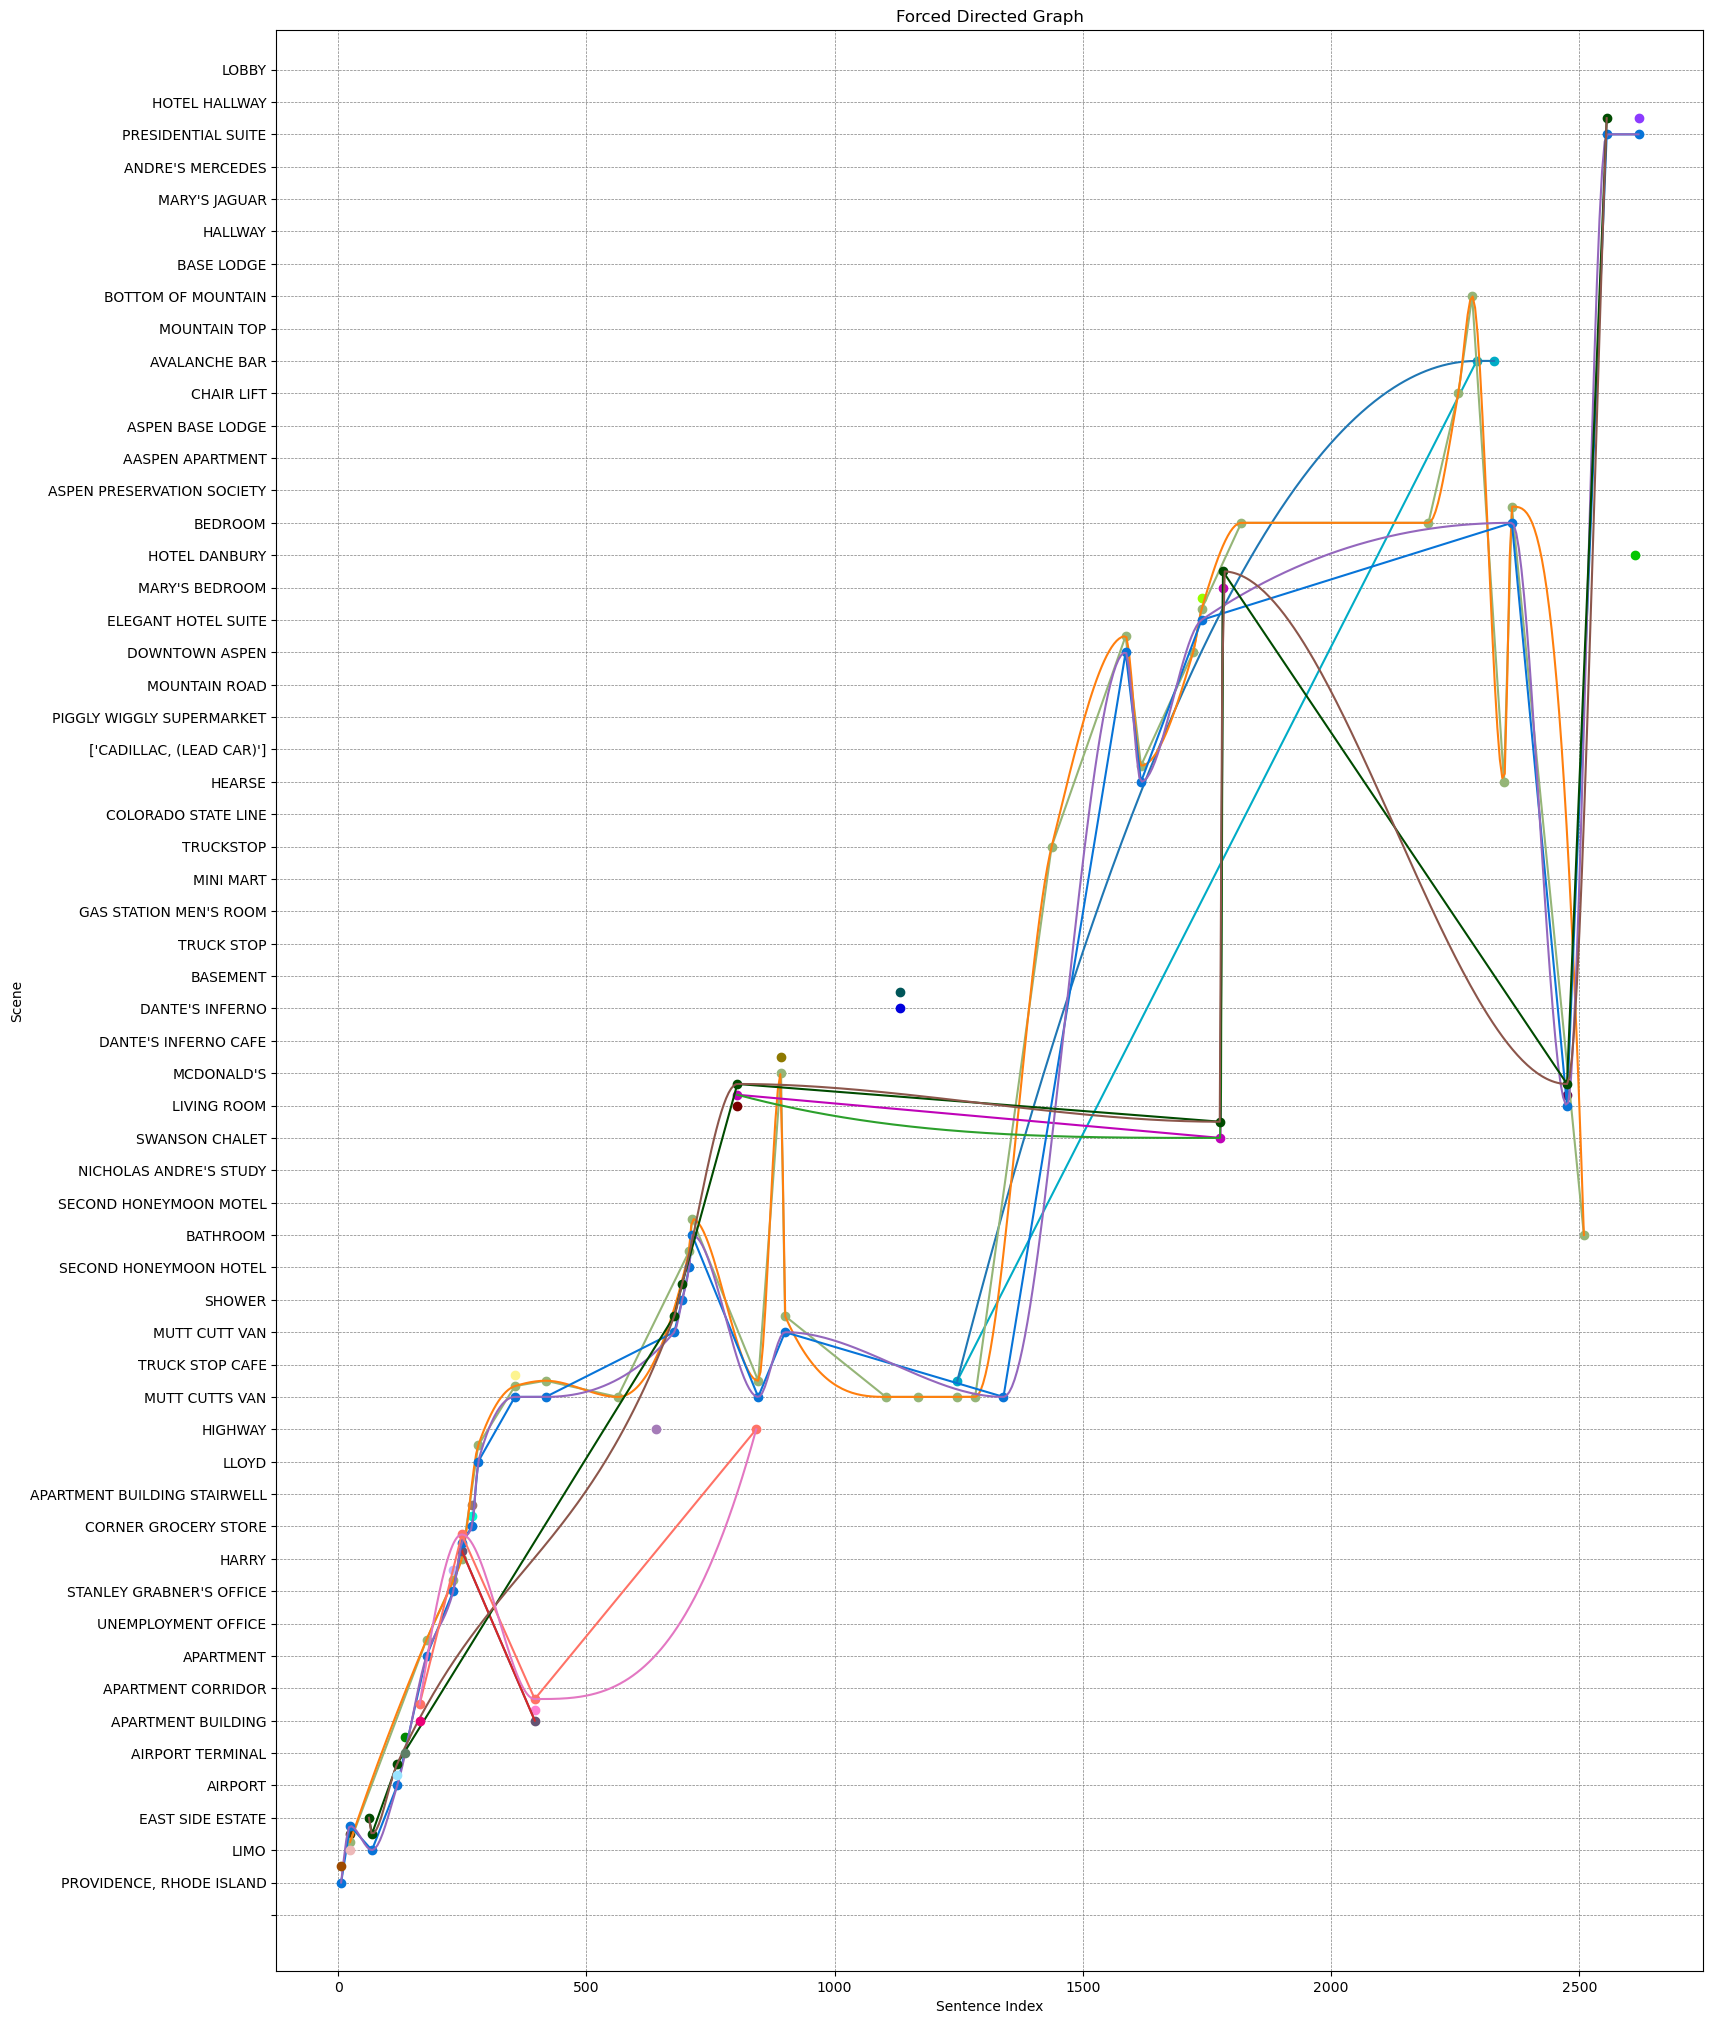 Forced Directed Graph
LOBBY
HOTEL HALLWAY
PRESIDENTIAL SUITE
ANDRE'S MERCEDES
MARY'S JAGUAR
HALLWAY
BASE LODGE
BOTTOM OF MOUNTAIN
MOUNTAIN TOP
AVALANCHE BAR
CHAIR LIFT
ASPEN BASE LODGE
AASPEN APARTMENT
ASPEN PRESERVATION SOCIETY
BEDROOM
HOTEL DANBURY
MARY'S BEDROOM
ELEGANT HOTEL SUITE
DOWNTOWN ASPEN
MOUNTAIN ROAD
PIGGLY WIGGLY SUPERMARKET
['CADILLAC, (LEAD CAR)']
HEARSE
COLORADO STATE LINE
TRUCKSTOP
MINI MART
GAS STATION MEN'S ROOM
TRUCK STOP
BASEMENT
DANTE'S INFERNO
DANTE'S INFERNO CAFE
MCDONALD'S
LIVING ROOM
SWANSON CHALET
NICHOLAS ANDRE'S STUDY
SECOND HONEYMOON MOTEL
BATHROOM
SECOND HONEYMOON HOTEL
SHOWER
MUTT CUTT VAN
TRUCK STOP CAFE
MUTT CUTTS VAN
HIGHWAY
LLOYD
APARTMENT BUILDING STAIRWELL
CORNER GROCERY STORE
HARRY
STANLEY GRABNER'S OFFICE
UNEMPLOYMENT OFFICE
APARTMENT
APARTMENT CORRIDOR
APARTMENT BUILDING
AIRPORT TERMINAL
AIRPORT
EAST SIDE ESTATE
LIMO
PROVIDENCE, RHODE ISLAND
Scene
0 500 1000 1500 2000 2500
Sentence Index